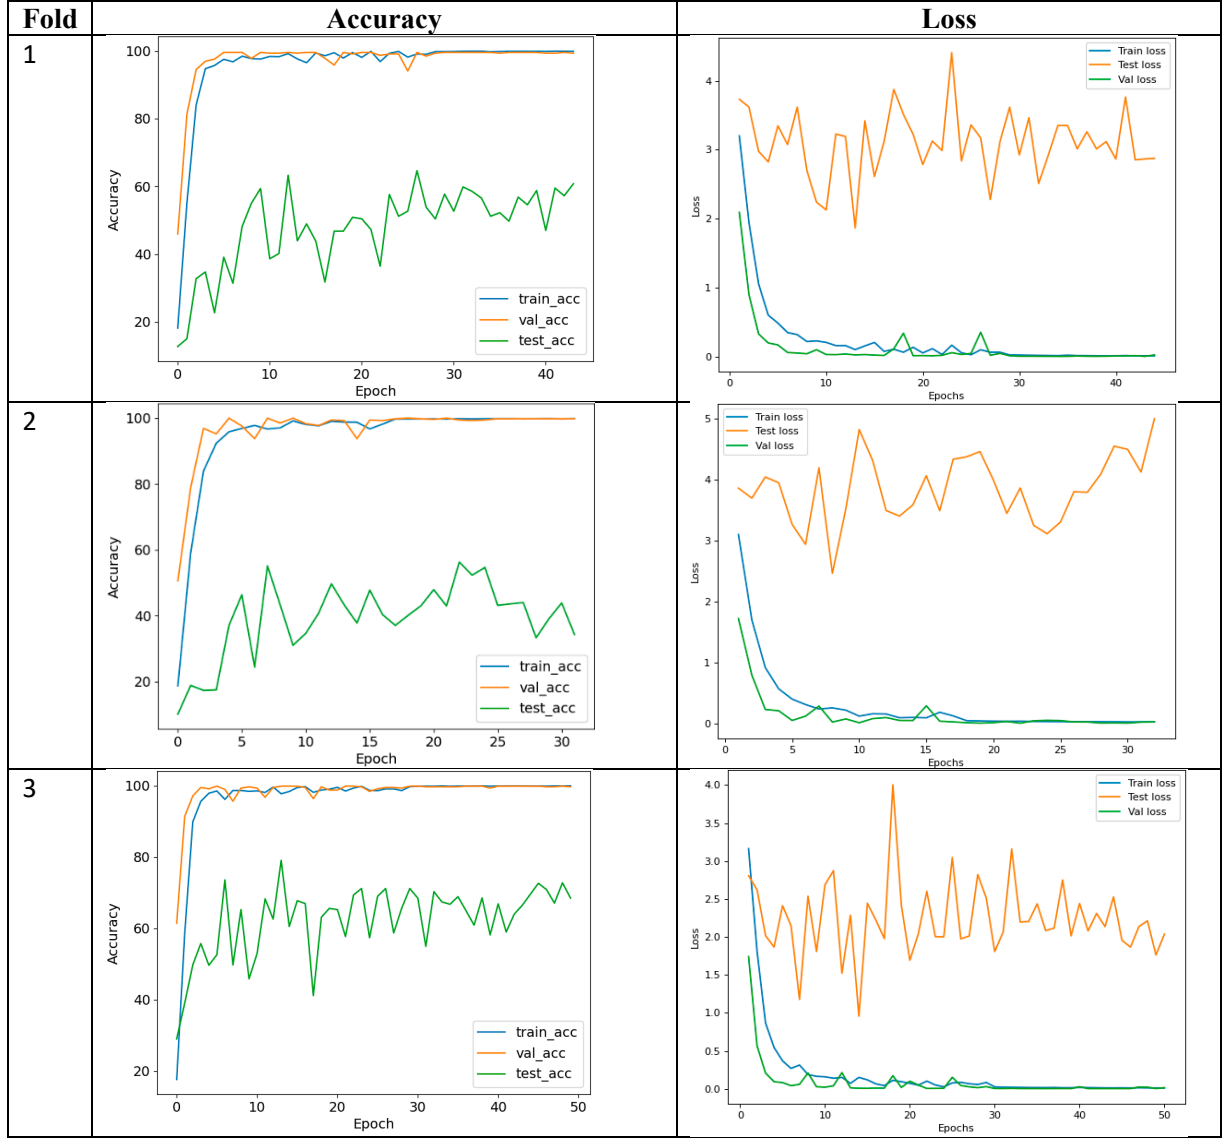 Fold Accuracy Loss
1
100
80
60
40
20
0 10 20 30 40
Accuracy
Epoch
train_acc
val_acc
test_acc
4
3
2
1
0
0 10 20 30 40
Loss
Epochs
Train loss
Test loss
Val loss
2
100
80
60
40
20
0 5 10 15 20 25 30
Accuracy
Epoch
train_acc
val_acc
test_acc
5
4
3
2
1
0
0 5 10 15 20 25 30
Loss
Epochs
Train loss
Test loss
Val loss
3
100
80
60
40
20
0 10 20 30 40 50
Accuracy
Epoch
train_acc
val_acc
test_acc
4.0
3.5
3.0
2.5
2.0
1.5
1.0
0.5
0.0
0 10 20 30 40 50
Loss
Epochs
Train loss
Test loss
Val loss